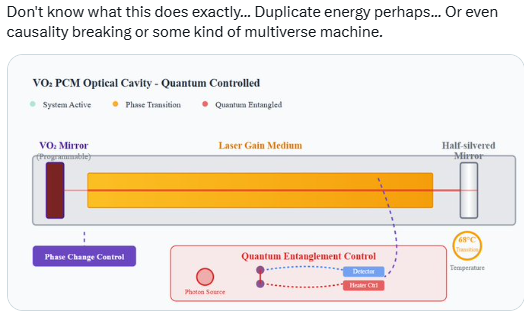 Don't know what this does exactly... Duplicate energy perhaps... Or even
causality breaking or some kind of multiverse machine.
VO₂ PCM Optical Cavity - Quantum Controlled
System Active
Phase Transition
Quantum Entangled
VO₂ Mirror
(Programmable)
Laser Gain Medium
Half-silvered
Mirror
Phase Change Control
Quantum Entanglement Control
Photon Source
Detector
Heater Ctrl
68°C
Transition
Temperature